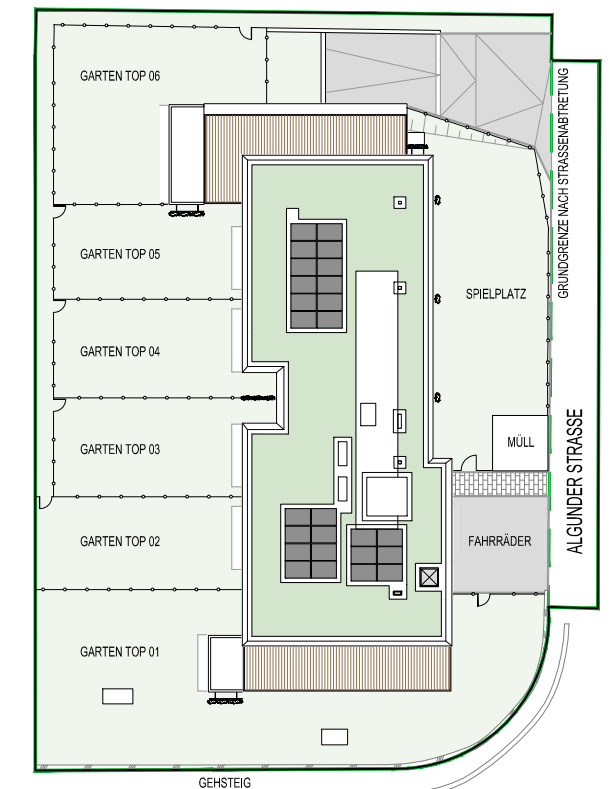 GARTEN TOP 06
GRUNDGRENZE NACH STRASSENABTRETUNG
GARTEN TOP 05
SPIELPLATZ
GARTEN TOP 04
GARTEN TOP 03
MÜLL
ALGUNDER STRASSE
GARTEN TOP 02
FAHRRÄDER
GARTEN TOP 01
GEHSTEIG